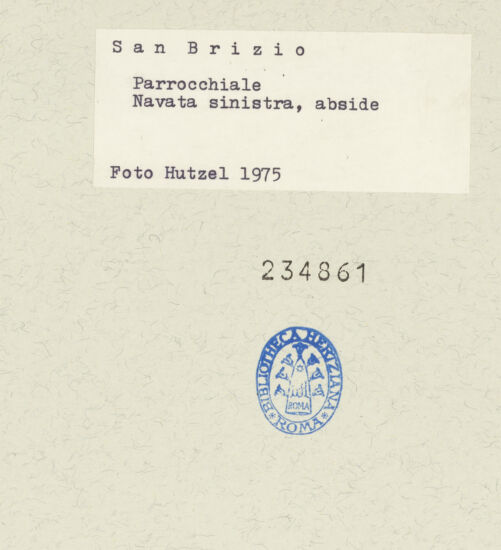 San Brizio
Parrocchiale
Navata sinistra, abside
Foto Hutzel 1975
234861
BIBLIOTHECA HERTZIANA
ROMA
* ROMA *